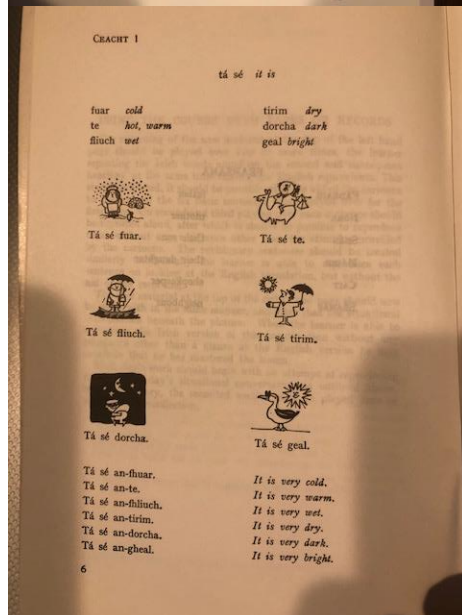 CEACHT 1
tá sé it is
fuar cold
te hot, warm
fliuch wet
tirim dry
dorcha dark
geal bright
Tá sé fuar.
Tá sé te.
Tá sé fliuch.
Tá sé tirim.
Tá sé dorcha.
Tá sé geal.
Tá sé an-fhuar.
Tá sé an-te.
Tá sé an-fhliuch.
Tá sé an-tirim.
Tá sé an-dorcha.
Tá sé an-gheal.
It is very cold.
It is very warm.
It is very wet.
It is very dry.
It is very dark.
It is very bright.
6